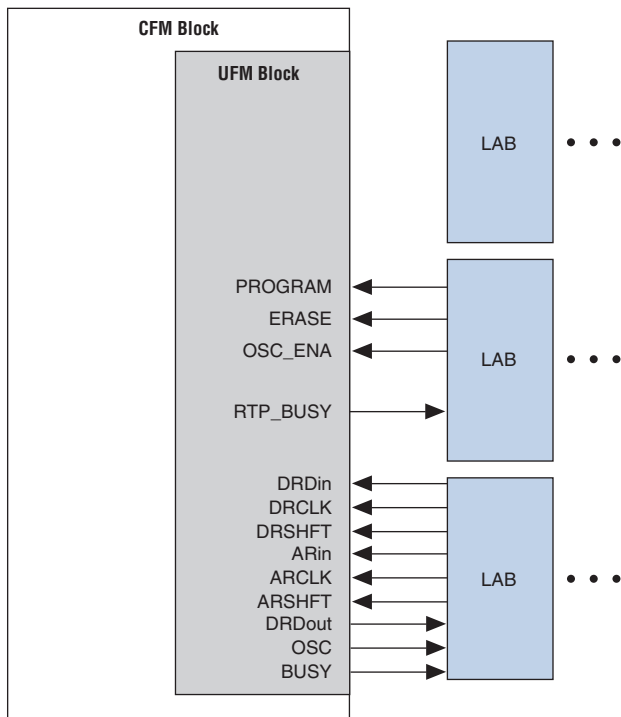 CFM Block
UFM Block
LAB
PROGRAM
ERASE
OSC_ENA
LAB
RTP_BUSY
DRDin
DRCLK
DRSHFT
ARin
ARCLK
LAB
ARSHFT
DRDout
OSC
BUSY